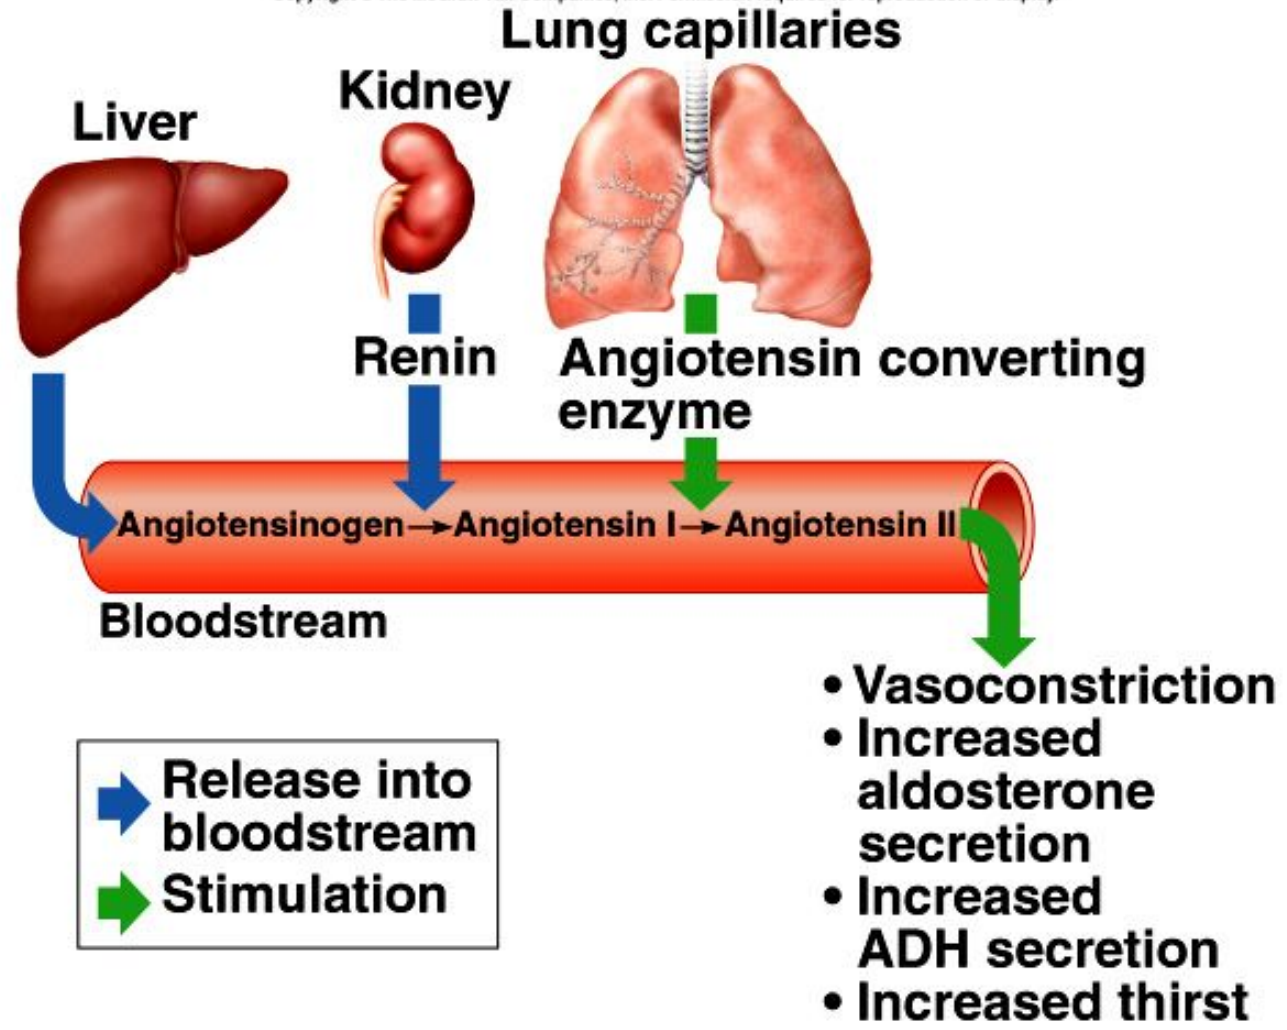 Lung capillaries
Kidney
Liver
Renin
Angiotensin converting
enzyme
Angiotensinogen→Angiotensin I→Angiotensin II
Bloodstream
• Vasoconstriction
• Increased
aldosterone
secretion
• Increased
ADH secretion
• Increased thirst
Release into
bloodstream
Stimulation